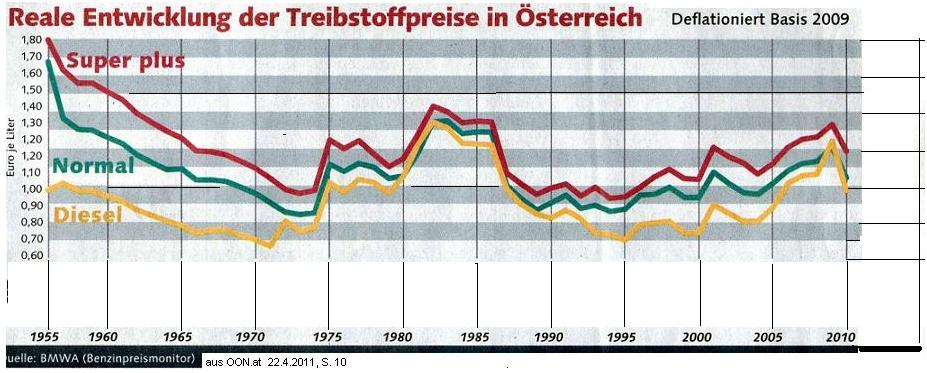 Reale Entwicklung der Treibstoffpreise in Österreich
Deflationiert Basis 2009
Euro je Liter
1,80
1,70
1,60
1,50
1,40
1,30
1,20
1,10
1,00
0,90
0,80
0,70
0,60
Super plus
Normal
Diesel
1955 1960 1965 1970 1975 1980 1985 1990 1995 2000 2005 2010
uelle: BMWA (Benzinpreismonitor)
aus OON.at 22.4.2011, S. 10